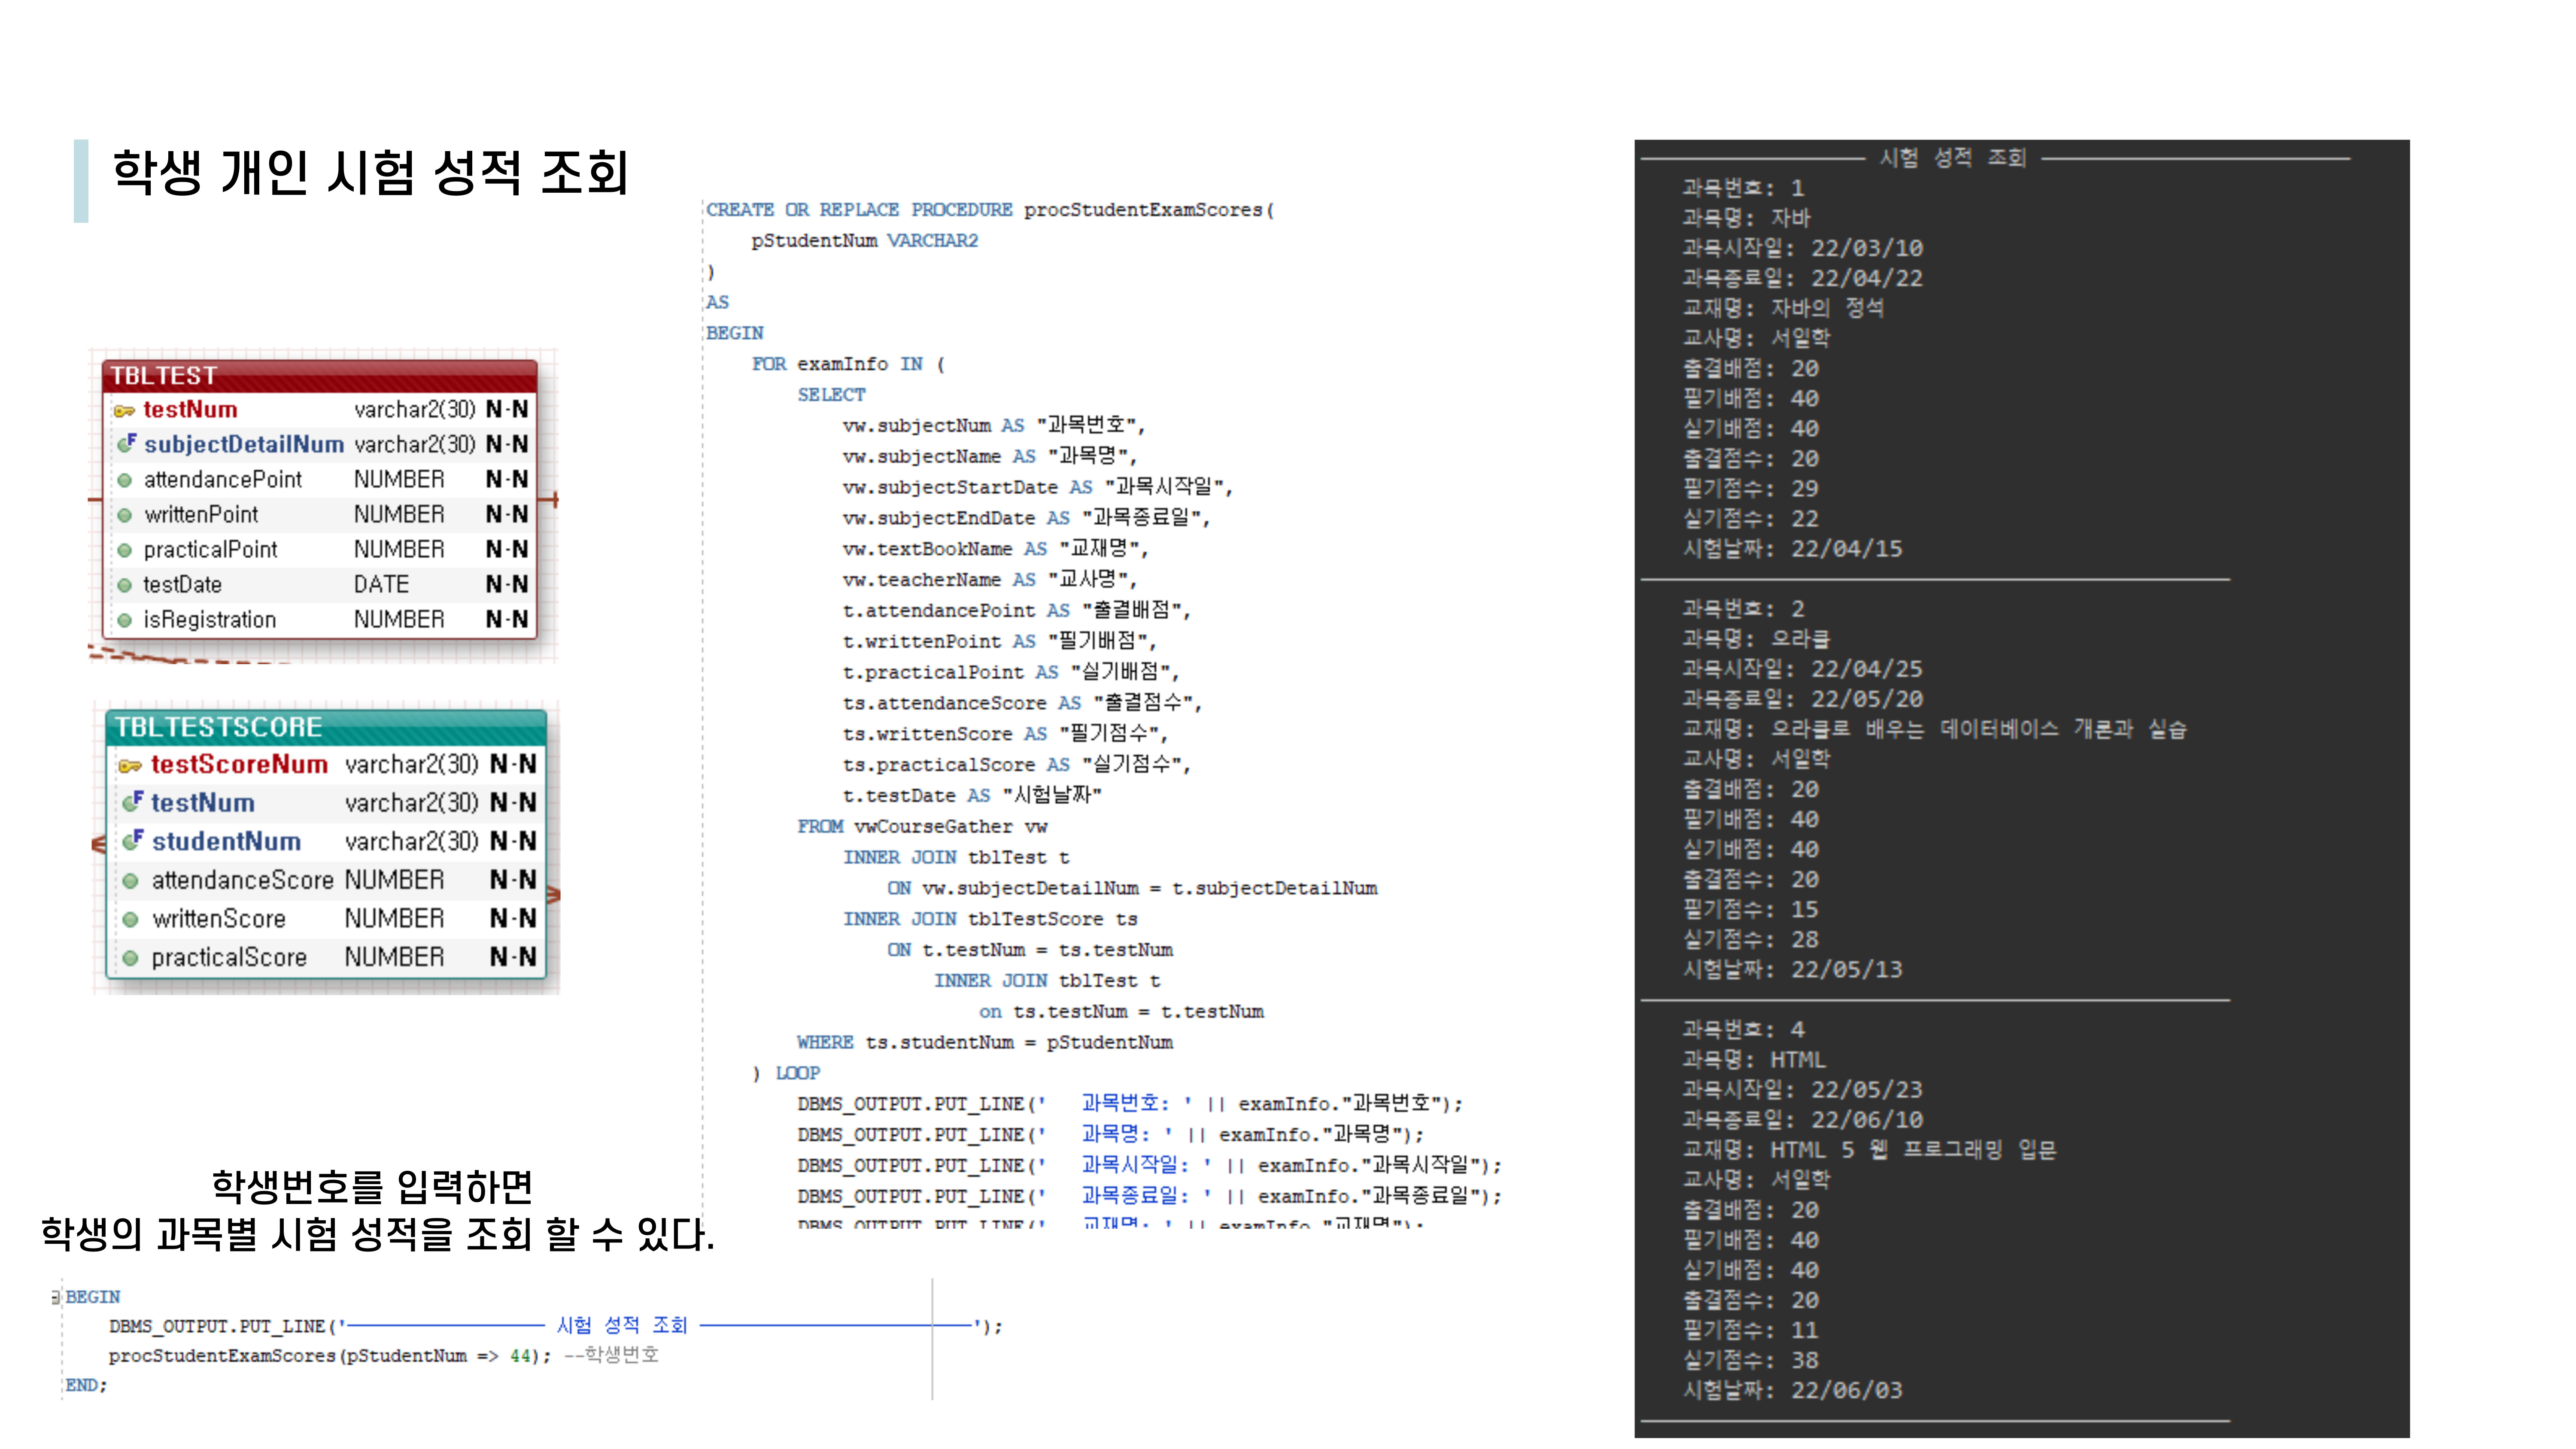 학생 개인 시험 성적 조회
TBLTEST
testNum varchar2(30) N-N
subjectDetailNum varchar2(30) N-N
attendancePoint NUMBER N-N
writtenPoint NUMBER N-N
practicalPoint NUMBER N-N
testDate DATE N-N
isRegistration NUMBER N-N
TBLTESTSCORE
testScoreNum varchar2(30) N-N
testNum varchar2(30) N-N
studentNum varchar2(30) N-N
attendanceScore NUMBER N-N
writtenScore NUMBER N-N
practicalScore NUMBER N-N
학생번호를 입력하면
학생의 과목별 시험 성적을 조회 할 수 있다.
BEGIN
DBMS_OUTPUT.PUT_LINE('────────── 시험 성적 조회 ──────────────');
procStudentExamScores(pStudentNum => 44); --학생번호
END;
CREATE OR REPLACE PROCEDURE procStudentExamScores(
pStudentNum VARCHAR2
)
AS
BEGIN
FOR examInfo IN (
SELECT
vw.subjectNum AS "과목번호",
vw.subjectName AS "과목명",
vw.subjectStartDate AS "과목시작일",
vw.subjectEndDate AS "과목종료일",
vw.textBookName AS "교재명",
vw.teacherName AS "교사명",
t.attendancePoint AS "출결배점",
t.writtenPoint AS "필기배점",
t.practicalPoint AS "실기배점",
ts.attendanceScore AS "출결점수",
ts.writtenScore AS "필기점수",
ts.practicalScore AS "실기점수",
t.testDate AS "시험날짜"
FROM vwCourseGather vw
INNER JOIN tblTest t
ON vw.subjectDetailNum = t.subjectDetailNum
INNER JOIN tblTestScore ts
ON t.testNum = ts.testNum
INNER JOIN tblTest t
on ts.testNum = t.testNum
WHERE ts.studentNum = pStudentNum
) LOOP
DBMS_OUTPUT.PUT_LINE('   과목번호: ' || examInfo."과목번호");
DBMS_OUTPUT.PUT_LINE('   과목명: ' || examInfo."과목명");
DBMS_OUTPUT.PUT_LINE('   과목시작일: ' || examInfo."과목시작일");
DBMS_OUTPUT.PUT_LINE('   과목종료일: ' || examInfo."과목종료일");
DBMS_OUTPUT.PUT_LINE('   교재명: ' || examInfo."교재명");
──────────── 시험 성적 조회 ────────────────
과목번호: 1
과목명: 자바
과목시작일: 22/03/10
과목종료일: 22/04/22
교재명: 자바의 정석
교사명: 서일학
출결배점: 20
필기배점: 40
실기배점: 40
출결점수: 20
필기점수: 29
실기점수: 22
시험날짜: 22/04/15
과목번호: 2
과목명: 오라클
과목시작일: 22/04/25
과목종료일: 22/05/20
교재명: 오라클로 배우는 데이터베이스 개론과 실습
교사명: 서일학
출결배점: 20
필기배점: 40
실기배점: 40
출결점수: 20
필기점수: 15
실기점수: 28
시험날짜: 22/05/13
과목번호: 4
과목명: HTML
과목시작일: 22/05/23
과목종료일: 22/06/10
교재명: HTML 5 웹 프로그래밍 입문
교사명: 서일학
출결배점: 20
필기배점: 40
실기배점: 40
출결점수: 20
필기점수: 11
실기점수: 38
시험날짜: 22/06/03